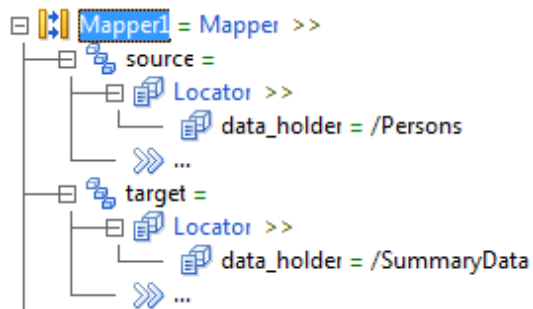 Mapper1 = Mapper >>
source =
Locator >>
data_holder = /Persons
...
target =
Locator >>
data_holder = /SummaryData
...